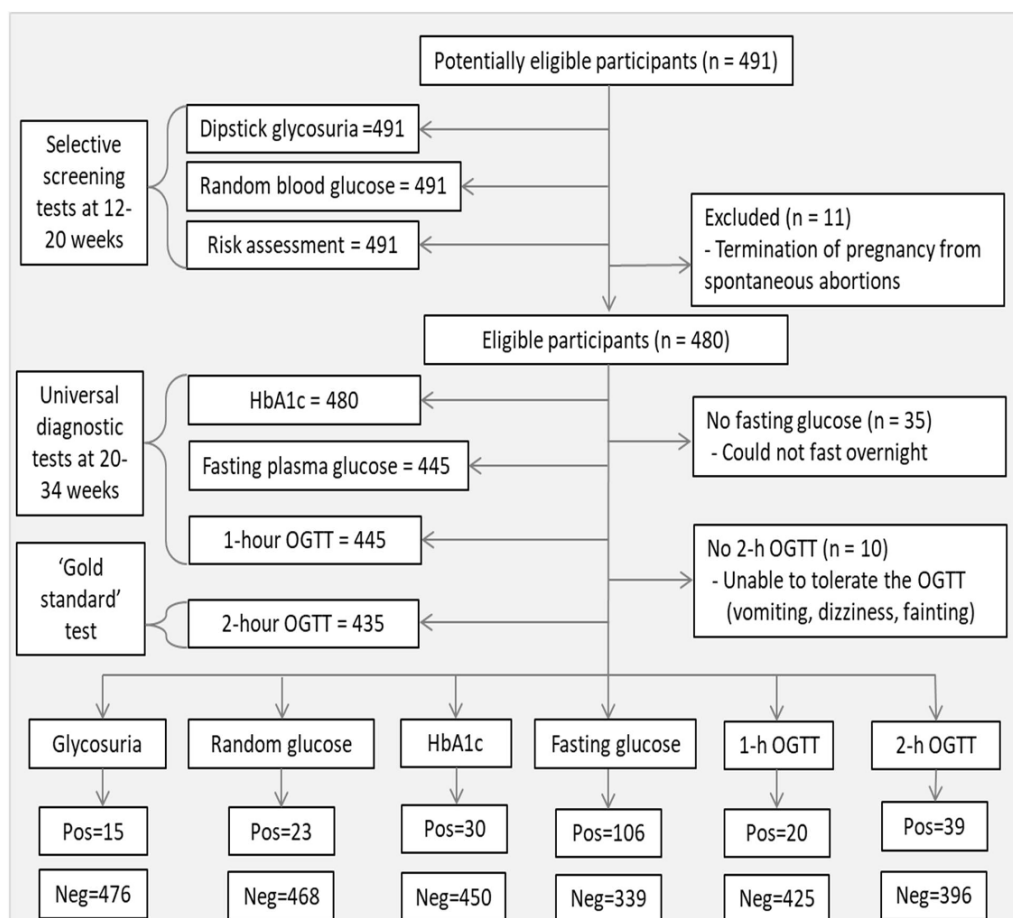 Potentially eligible participants (n = 491)
Selective
screening
tests at 12-
20 weeks
Dipstick glycosuria =491
Random blood glucose = 491
Risk assessment = 491
Excluded (n = 11)
- Termination of pregnancy from
spontaneous abortions
Eligible participants (n = 480)
Universal
diagnostic
tests at 20-
34 weeks
HbA1c = 480
Fasting plasma glucose = 445
1-hour OGTT = 445
No fasting glucose (n = 35)
- Could not fast overnight
‘Gold
standard’
test
2-hour OGTT = 435
No 2-h OGTT (n = 10)
- Unable to tolerate the OGTT
(vomiting, dizziness, fainting)
Glycosuria
Random glucose
HbA1c
Fasting glucose
1-h OGTT
2-h OGTT
Pos=15
Pos=23
Pos=30
Pos=106
Pos=20
Pos=39
Neg=476
Neg=468
Neg=450
Neg=339
Neg=425
Neg=396